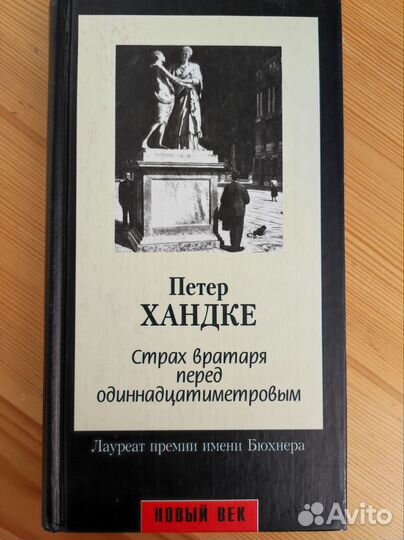 Петер
ХАНДКЕ
Страх вратаря
перед
одиннадцатиметровым
Лауреат премии имени Бюхнера
НОВЫЙ ВЕК
Avito